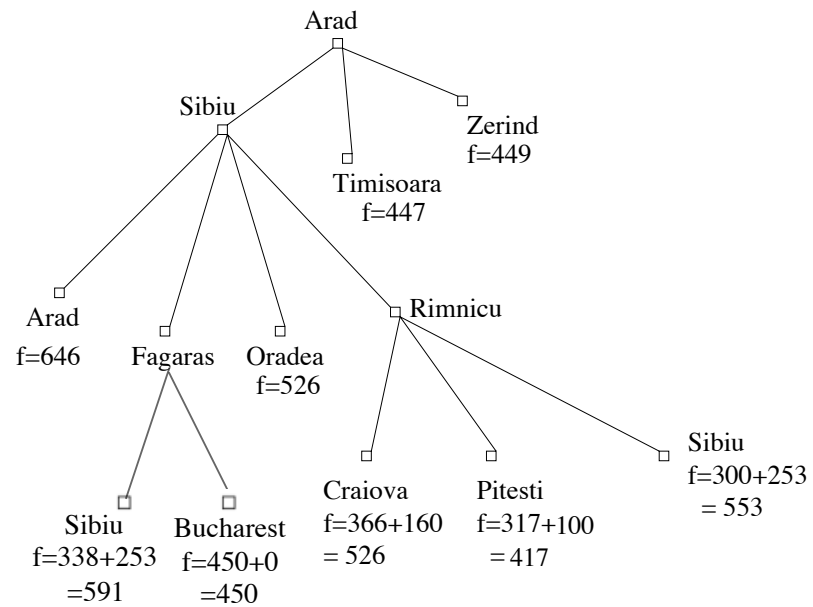 Arad
Sibiu
Zerind
f=449
Timisoara
f=447
Arad
f=646
Fagaras
Oradea
f=526
Rimnicu
Sibiu
f=338+253
=591
Bucharest
f=450+0
=450
Craiova
f=366+160
= 526
Pitesti
f=317+100
= 417
Sibiu
f=300+253
= 553